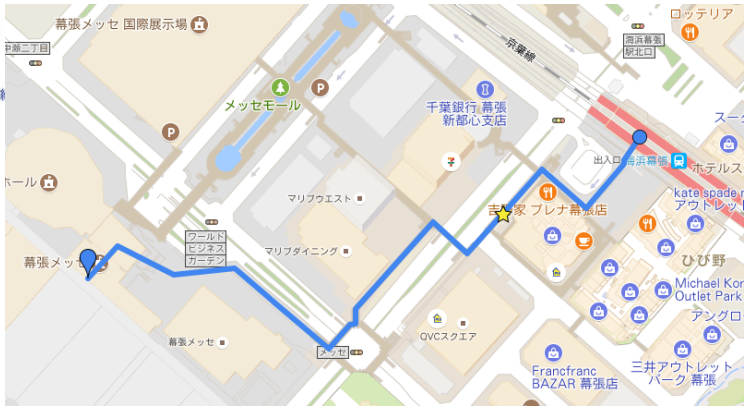 ロッテリア
幕張メッセ 国際展示場
海浜幕張
駅北口
中瀬二丁目
京葉線
メッセモール
千葉銀行 幕張
新都心支店
スーク
出入口
海浜幕張
ホテルス
ホール
kate spade n
アウトレット
マリブウエスト
プレナ幕張店
ワールド
ビジネス
ガーデン
マリブダイニング
幕張メッセ
ひび野
Michael Kor
Outlet Park
アングロー
幕張メッセ
メッセ
QVCスクエア
Francfranc
BAZAR 幕張店
三井アウトレット
パーク 幕張